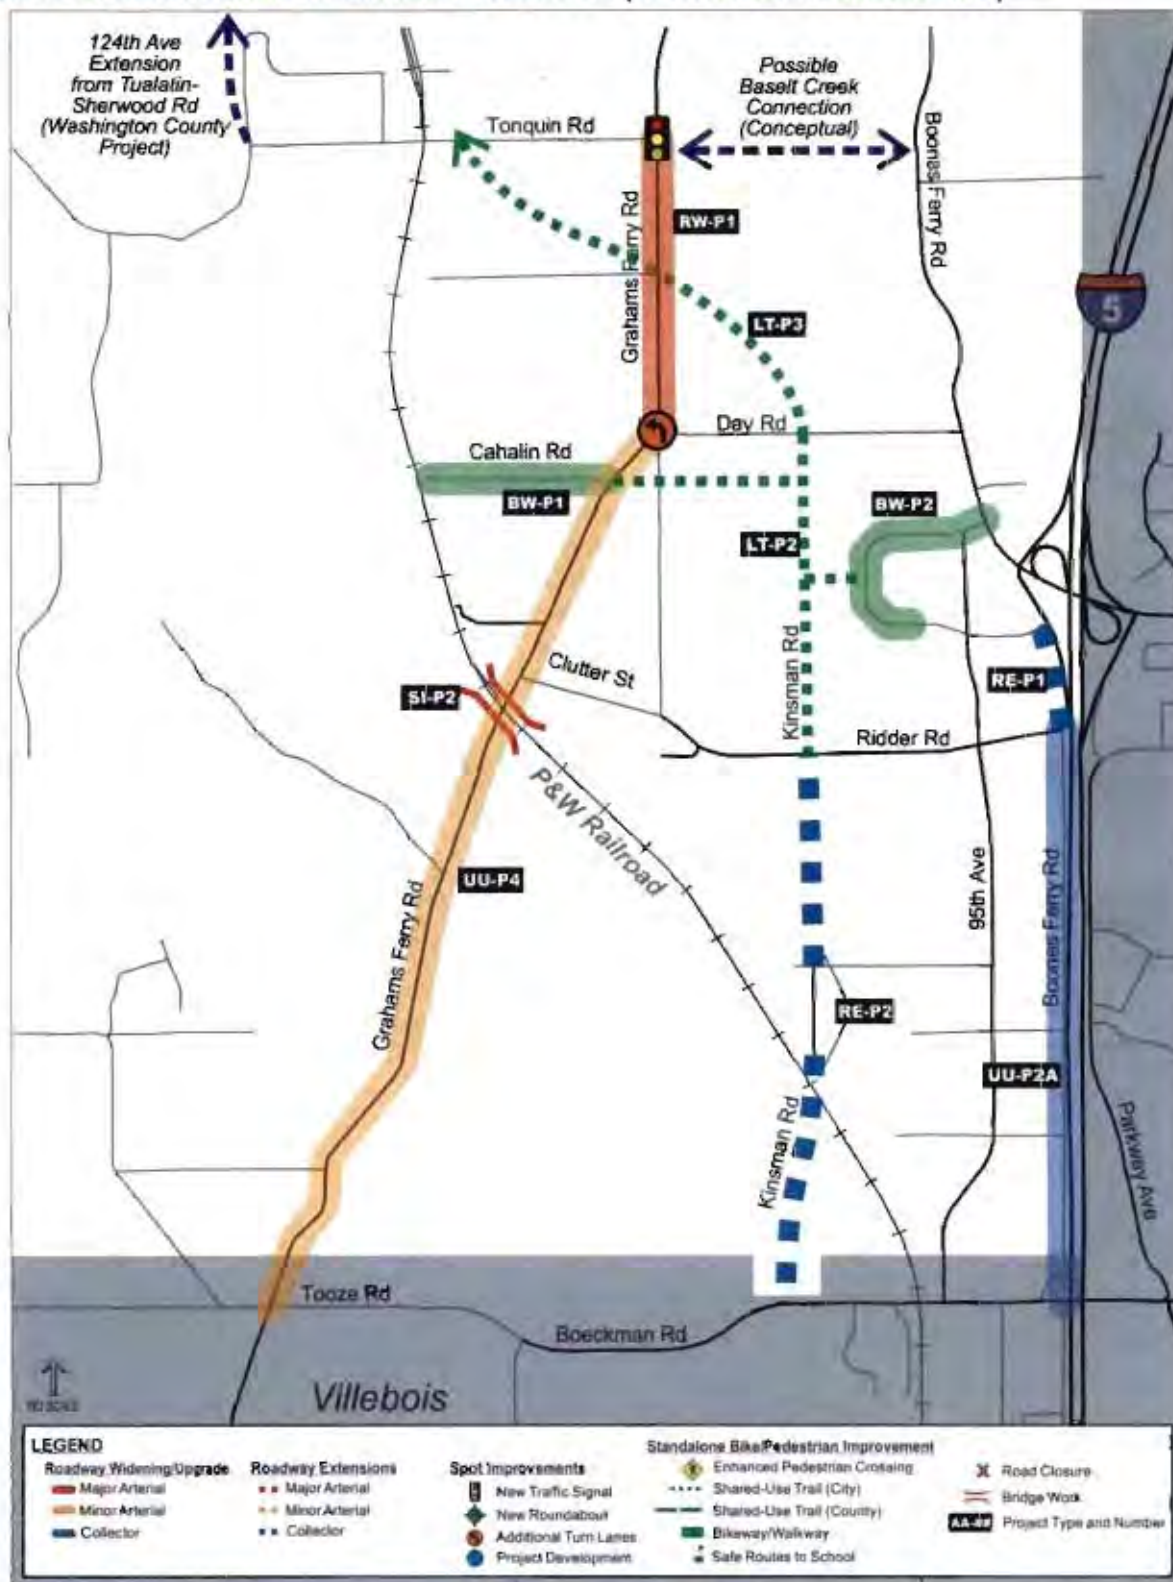 124th Ave
Extension
from Tualatin-
Sherwood Rd
(Washington County
Project)
Possible
Baselt Creek
Connection
(Conceptual)
Tonquin Rd
Boonas Ferry Rd
RW-P1
Grahams Ferry Rd
5
LT-P3
Day Rd
Cahalin Rd
BW-P1
BW-P2
LT-P2
Kinsman Rd
Clutter St
RE-P1
SI-P2
Ridder Rd
P&W Railroad
UU-P4
95th Ave
Boones Ferry Rd
Grahams Ferry Rd
RE-P2
UU-P2A
Kinsman Rd
Parkway Ave
Tooze Rd
Boeckman Rd
Villebois
LEGEND
Roadway Widening/Upgrade
Major Arterial
Minor Arterial
Collector
Roadway Extensions
Major Arterial
Minor Arterial
Collector
Spot Improvements
New Traffic Signal
New Roundabout
Additional Turn Lanes
Project Development
Standalone Bike/Pedestrian Improvement
Enhanced Pedestrian Crossing
Shared-Use Trail (City)
Shared-Use Trail (County)
Bikeway/Walkway
Safe Routes to School
Road Closure
Bridge Work
AA-## Project Type and Number